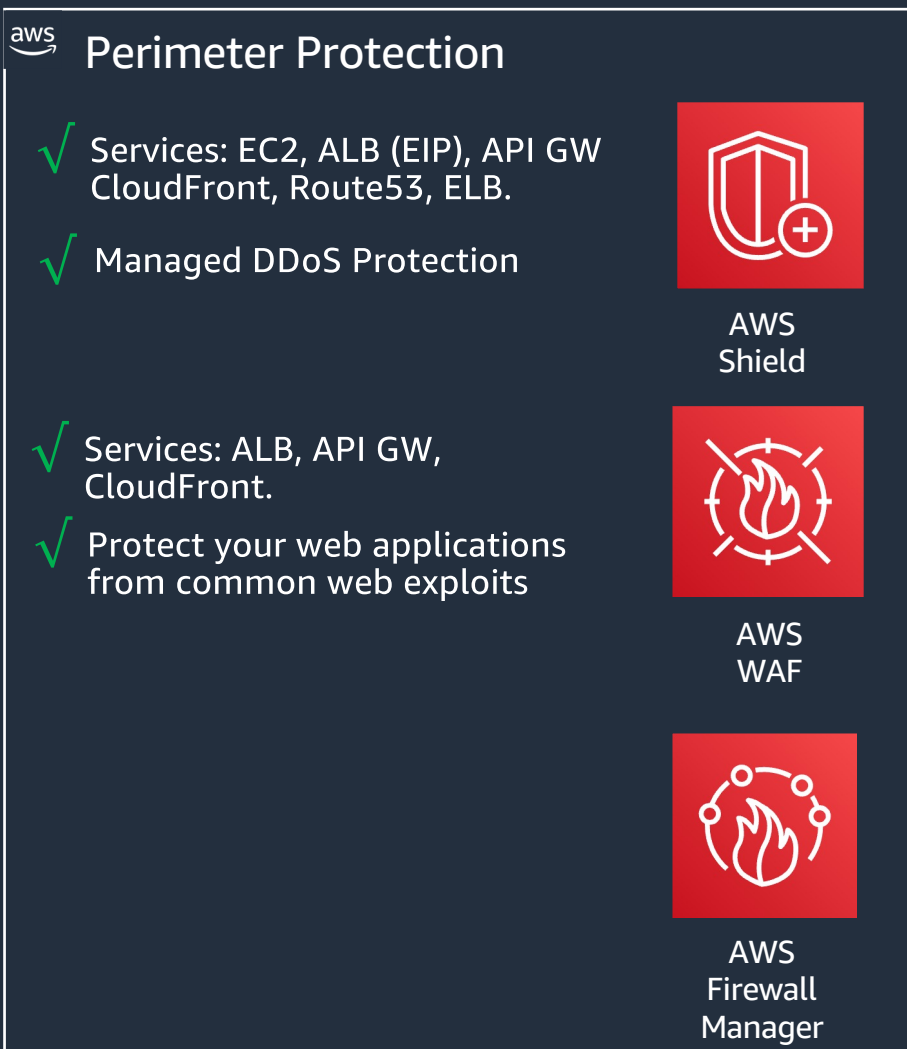 aws
Perimeter Protection
√ Services: EC2, ALB (EIP), API GW
CloudFront, Route53, ELB.
√ Managed DDoS Protection
AWS
Shield
√ Services: ALB, API GW,
CloudFront.
√ Protect your web applications
from common web exploits
AWS
WAF
AWS
Firewall
Manager